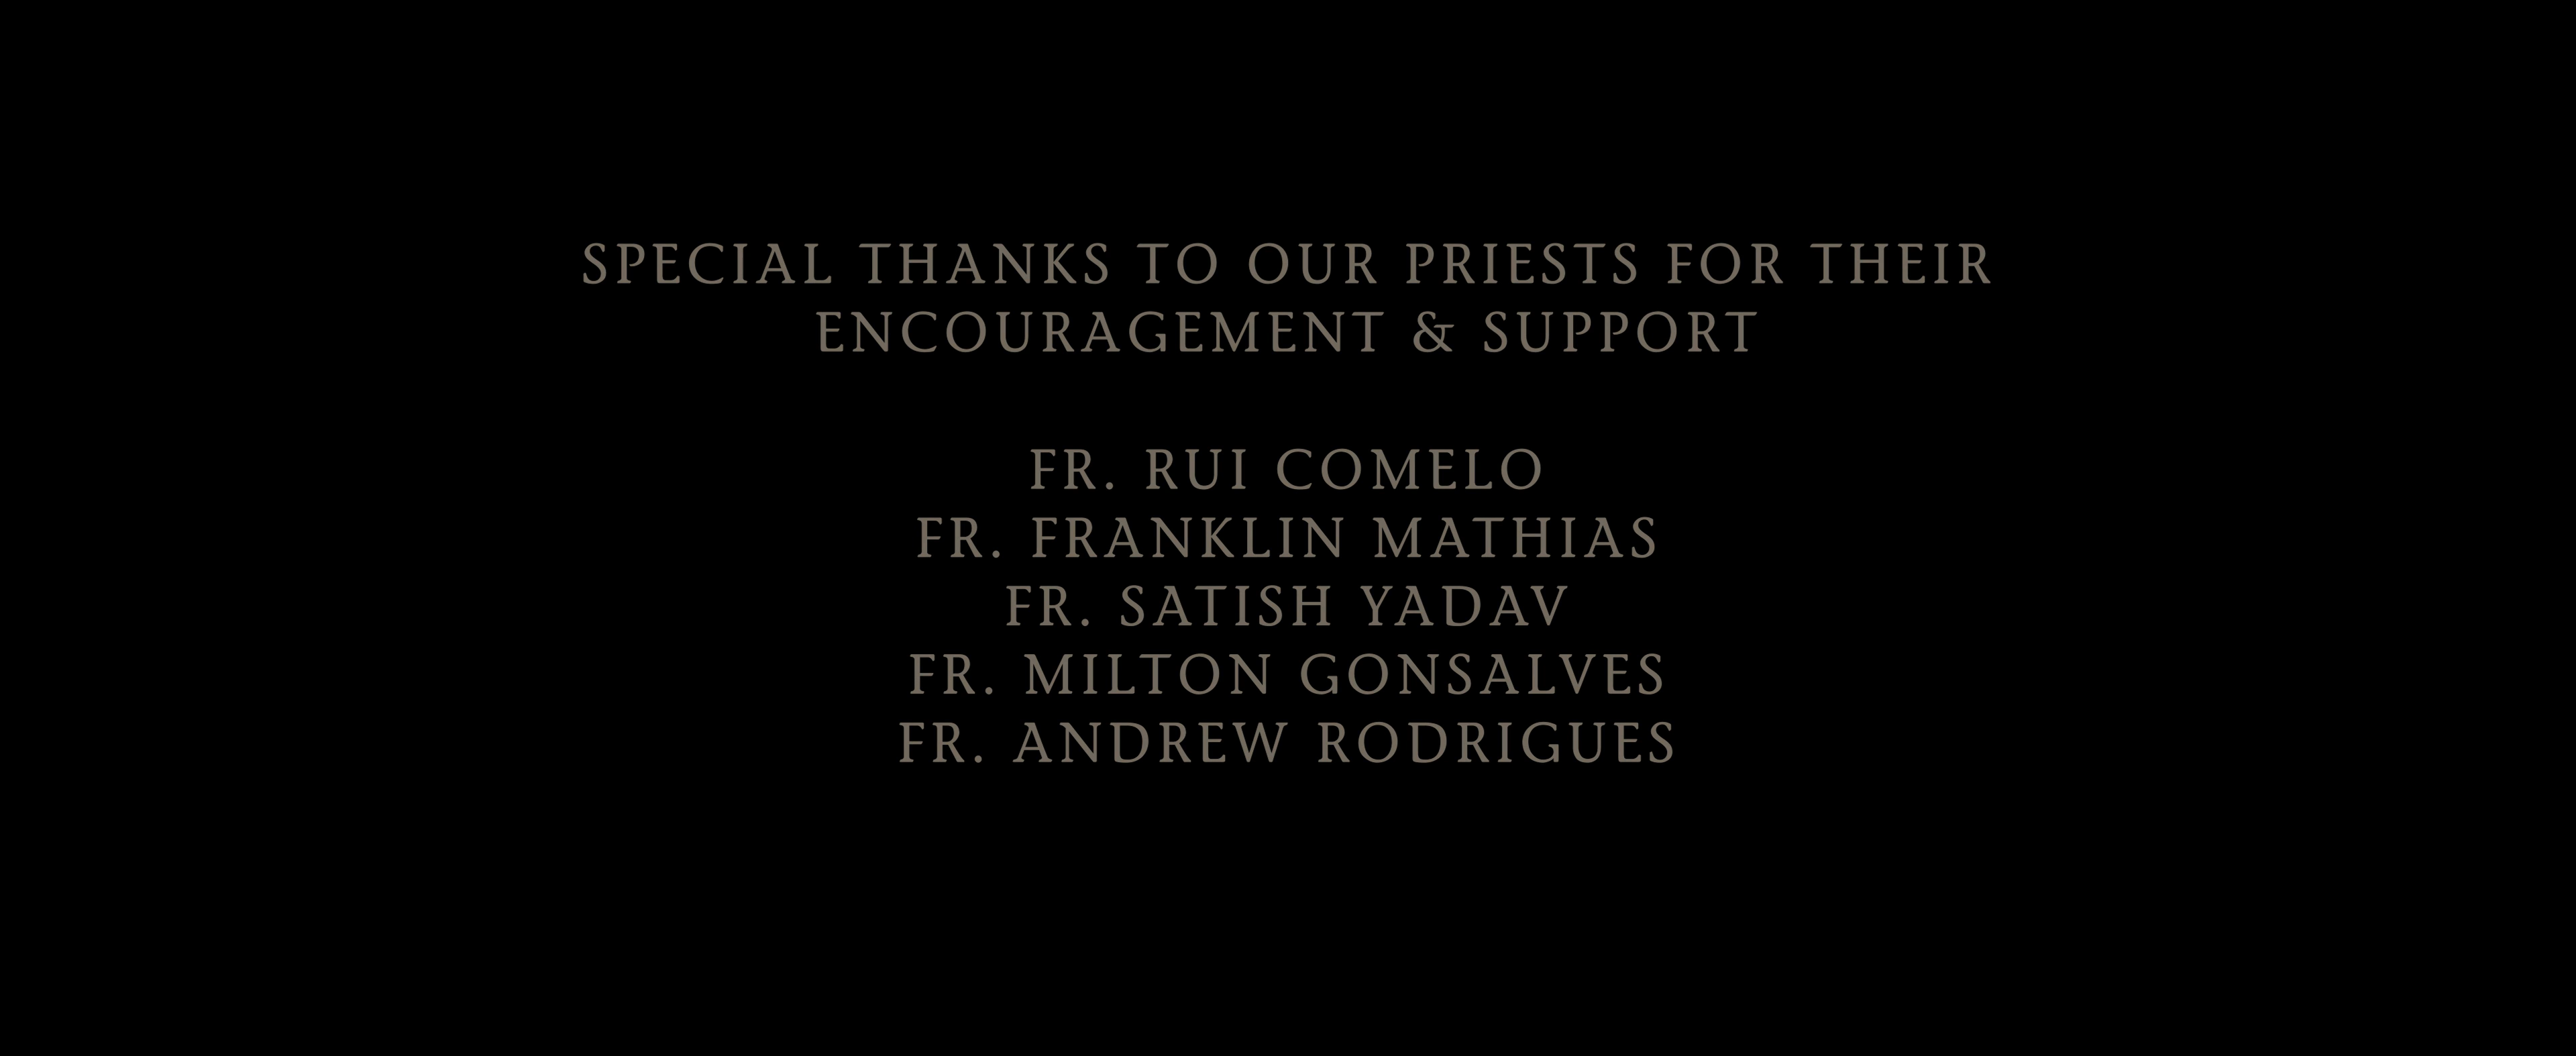 SPECIAL THANKS TO OUR PRIESTS FOR THEIR
ENCOURAGEMENT & SUPPORT
FR. RUI COMELO
FR. FRANKLIN MATHIAS
FR. SATISH YADAV
FR. MILTON GONSALVES
FR. ANDREW RODRIGUES